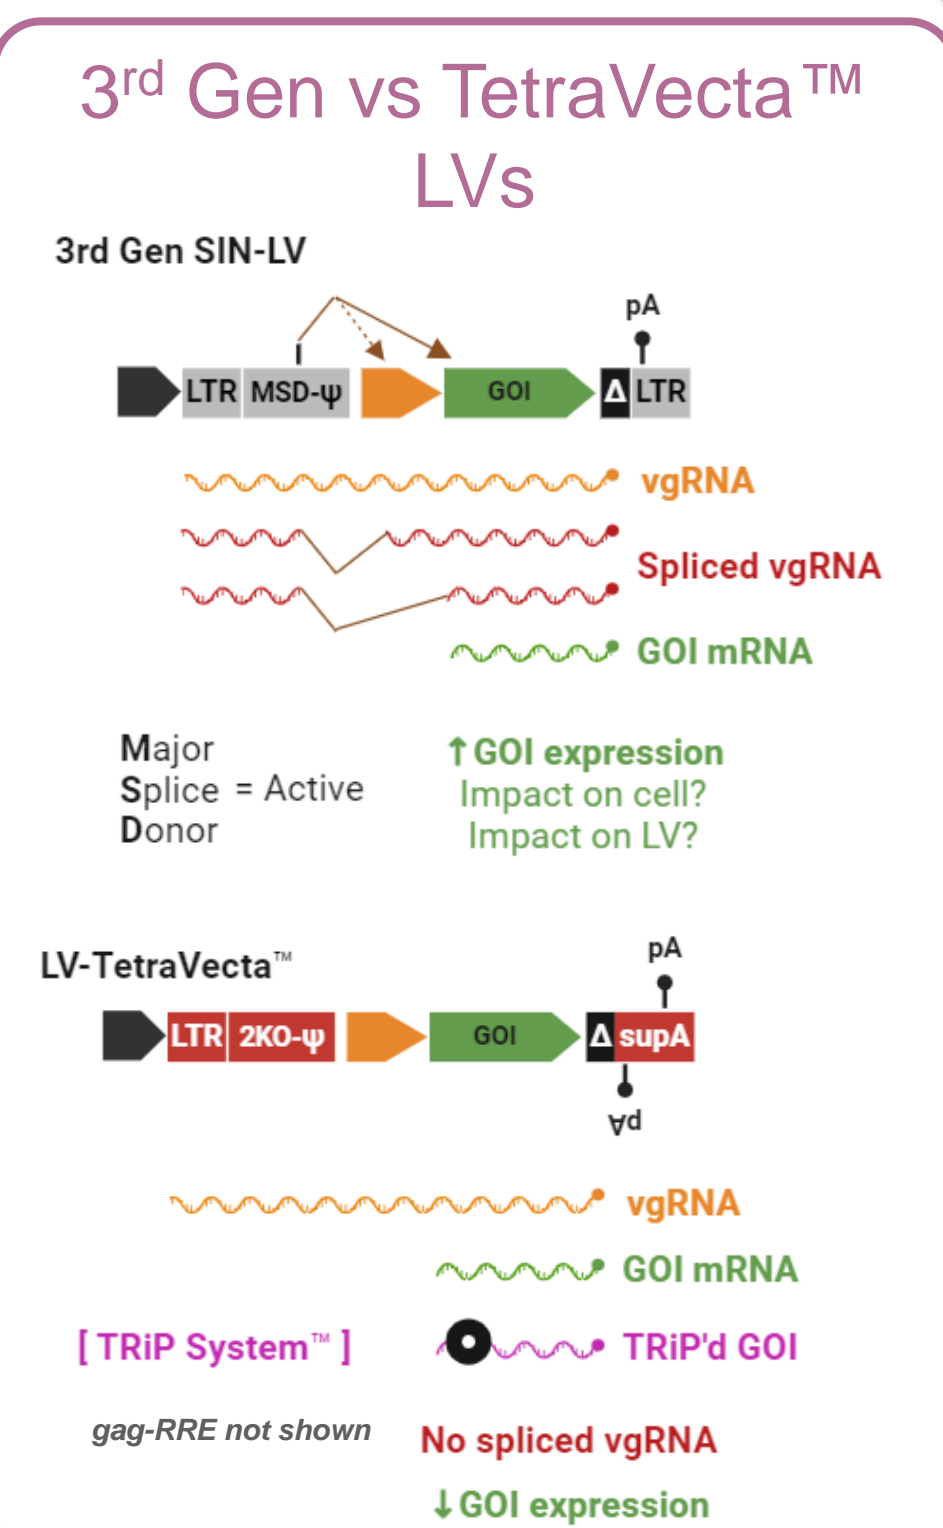 3rd Gen vs TetraVecta™
LVs
3rd Gen SIN-LV
pA
LTR MSD-ψ GOI Δ LTR
vgRNA
Spliced vgRNA
GOI mRNA
Major
Splice = Active
Donor
↑GOI expression
Impact on cell?
Impact on LV?
LV-TetraVecta™
pA
LTR 2KO-ψ GOI Δ supA
pA
vgRNA
GOI mRNA
[ TRiP System™ ] TRiP'd GOI
gag-RRE not shown
No spliced vgRNA
↓GOI expression